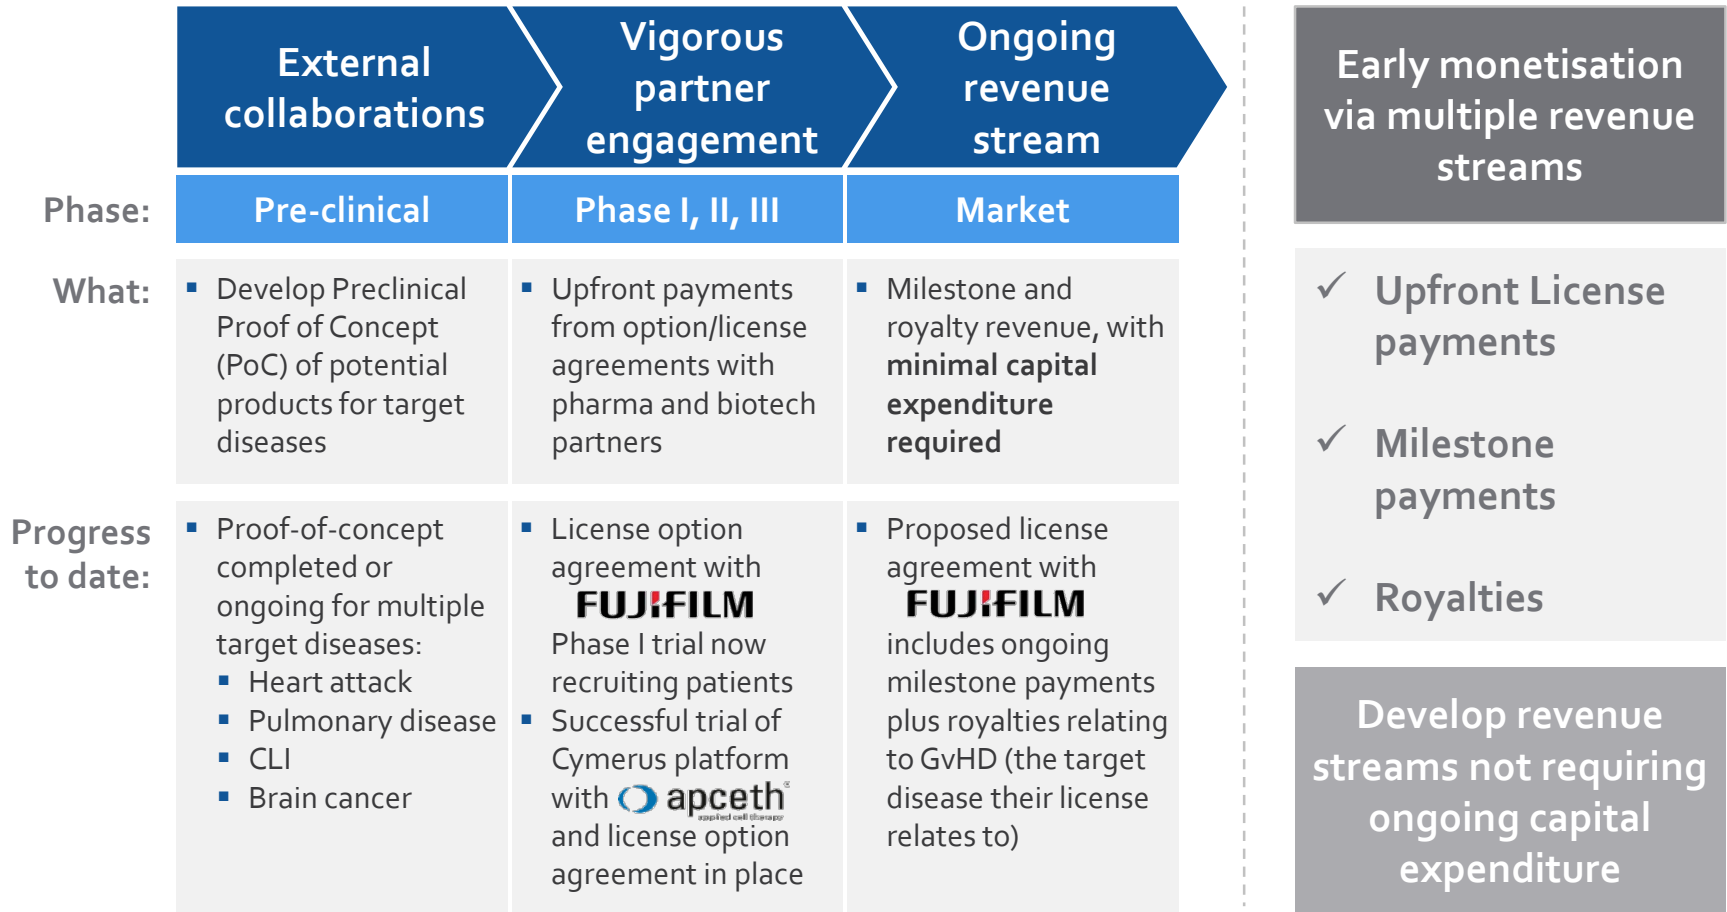 External
collaborations
Vigorous
partner
engagement
Ongoing
revenue
stream
Phase:
Pre-clinical
Phase I, II, III
Market
What:
▪ Develop Preclinical
Proof of Concept
(PoC) of potential
products for target
diseases
▪ Upfront payments
from option/license
agreements with
pharma and biotech
partners
▪ Milestone and
royalty revenue, with
minimal capital
expenditure
required
Progress
to date:
▪ Proof-of-concept
completed or
ongoing for multiple
target diseases:
▪ Heart attack
▪ Pulmonary disease
▪ CLI
▪ Brain cancer
▪ License option
agreement with
FUJIFILM
Phase I trial now
recruiting patients
▪ Successful trial of
Cymerus platform
with apceth®
applied cell therapy
and license option
agreement in place
▪ Proposed license
agreement with
FUJIFILM
includes ongoing
milestone payments
plus royalties relating
to GvHD (the target
disease their license
relates to)
Early monetisation
via multiple revenue
streams
✓ Upfront License
payments
✓ Milestone
payments
✓ Royalties
Develop revenue
streams not requiring
ongoing capital
expenditure